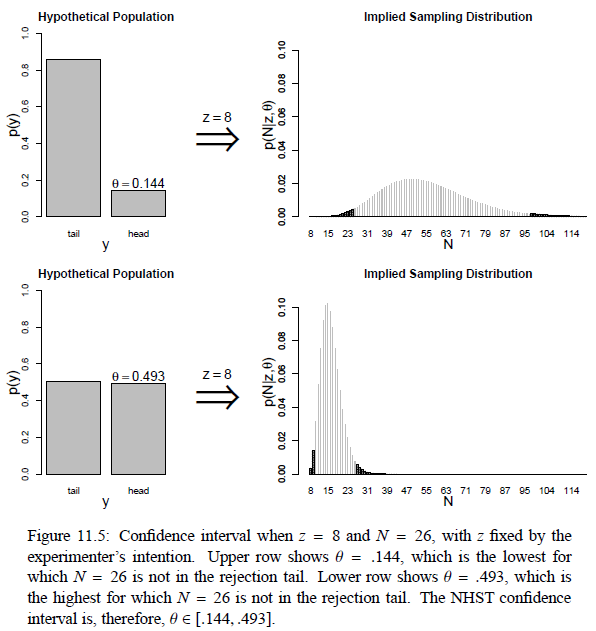 Hypothetical Population
Implied Sampling Distribution
p(y)
0.0 0.2 0.4 0.6 0.8 1.0
θ = 0.144
tail head
y
z = 8
⇒
p(N|z,θ)
0.00 0.02 0.04 0.06 0.08 0.10
8 15 23 31 39 47 55 63 71 79 87 95 104 114
N
Hypothetical Population
Implied Sampling Distribution
p(y)
0.0 0.2 0.4 0.6 0.8 1.0
θ = 0.493
tail head
y
z = 8
⇒
p(N|z,θ)
0.00 0.02 0.04 0.06 0.08 0.10
8 15 23 31 39 47 55 63 71 79 87 95 104 114
N
Figure 11.5: Confidence interval when z = 8 and N = 26, with z fixed by the
experimenter's intention. Upper row shows θ = .144, which is the lowest for
which N = 26 is not in the rejection tail. Lower row shows θ = .493, which is
the highest for which N = 26 is not in the rejection tail. The NHST confidence
interval is, therefore, θ ∈ [.144, .493].